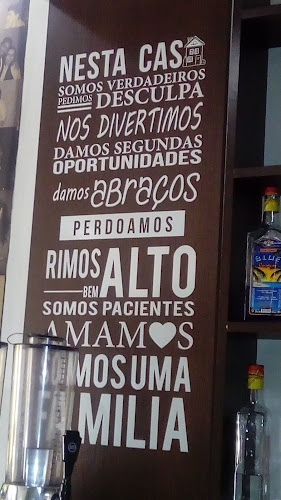 NESTA CAS
SOMOS VERDADEIROS
PEDIMOS DESCULPA
NOS DIVERTIMOS
DAMOS SEGUNDAS
OPORTUNIDADES
damos abraços
PERDOAMOS
RIMOS BEM ALTO
SOMOS PACIENTES
AMAM♥S
MOS UMA
MILIA
BLUE